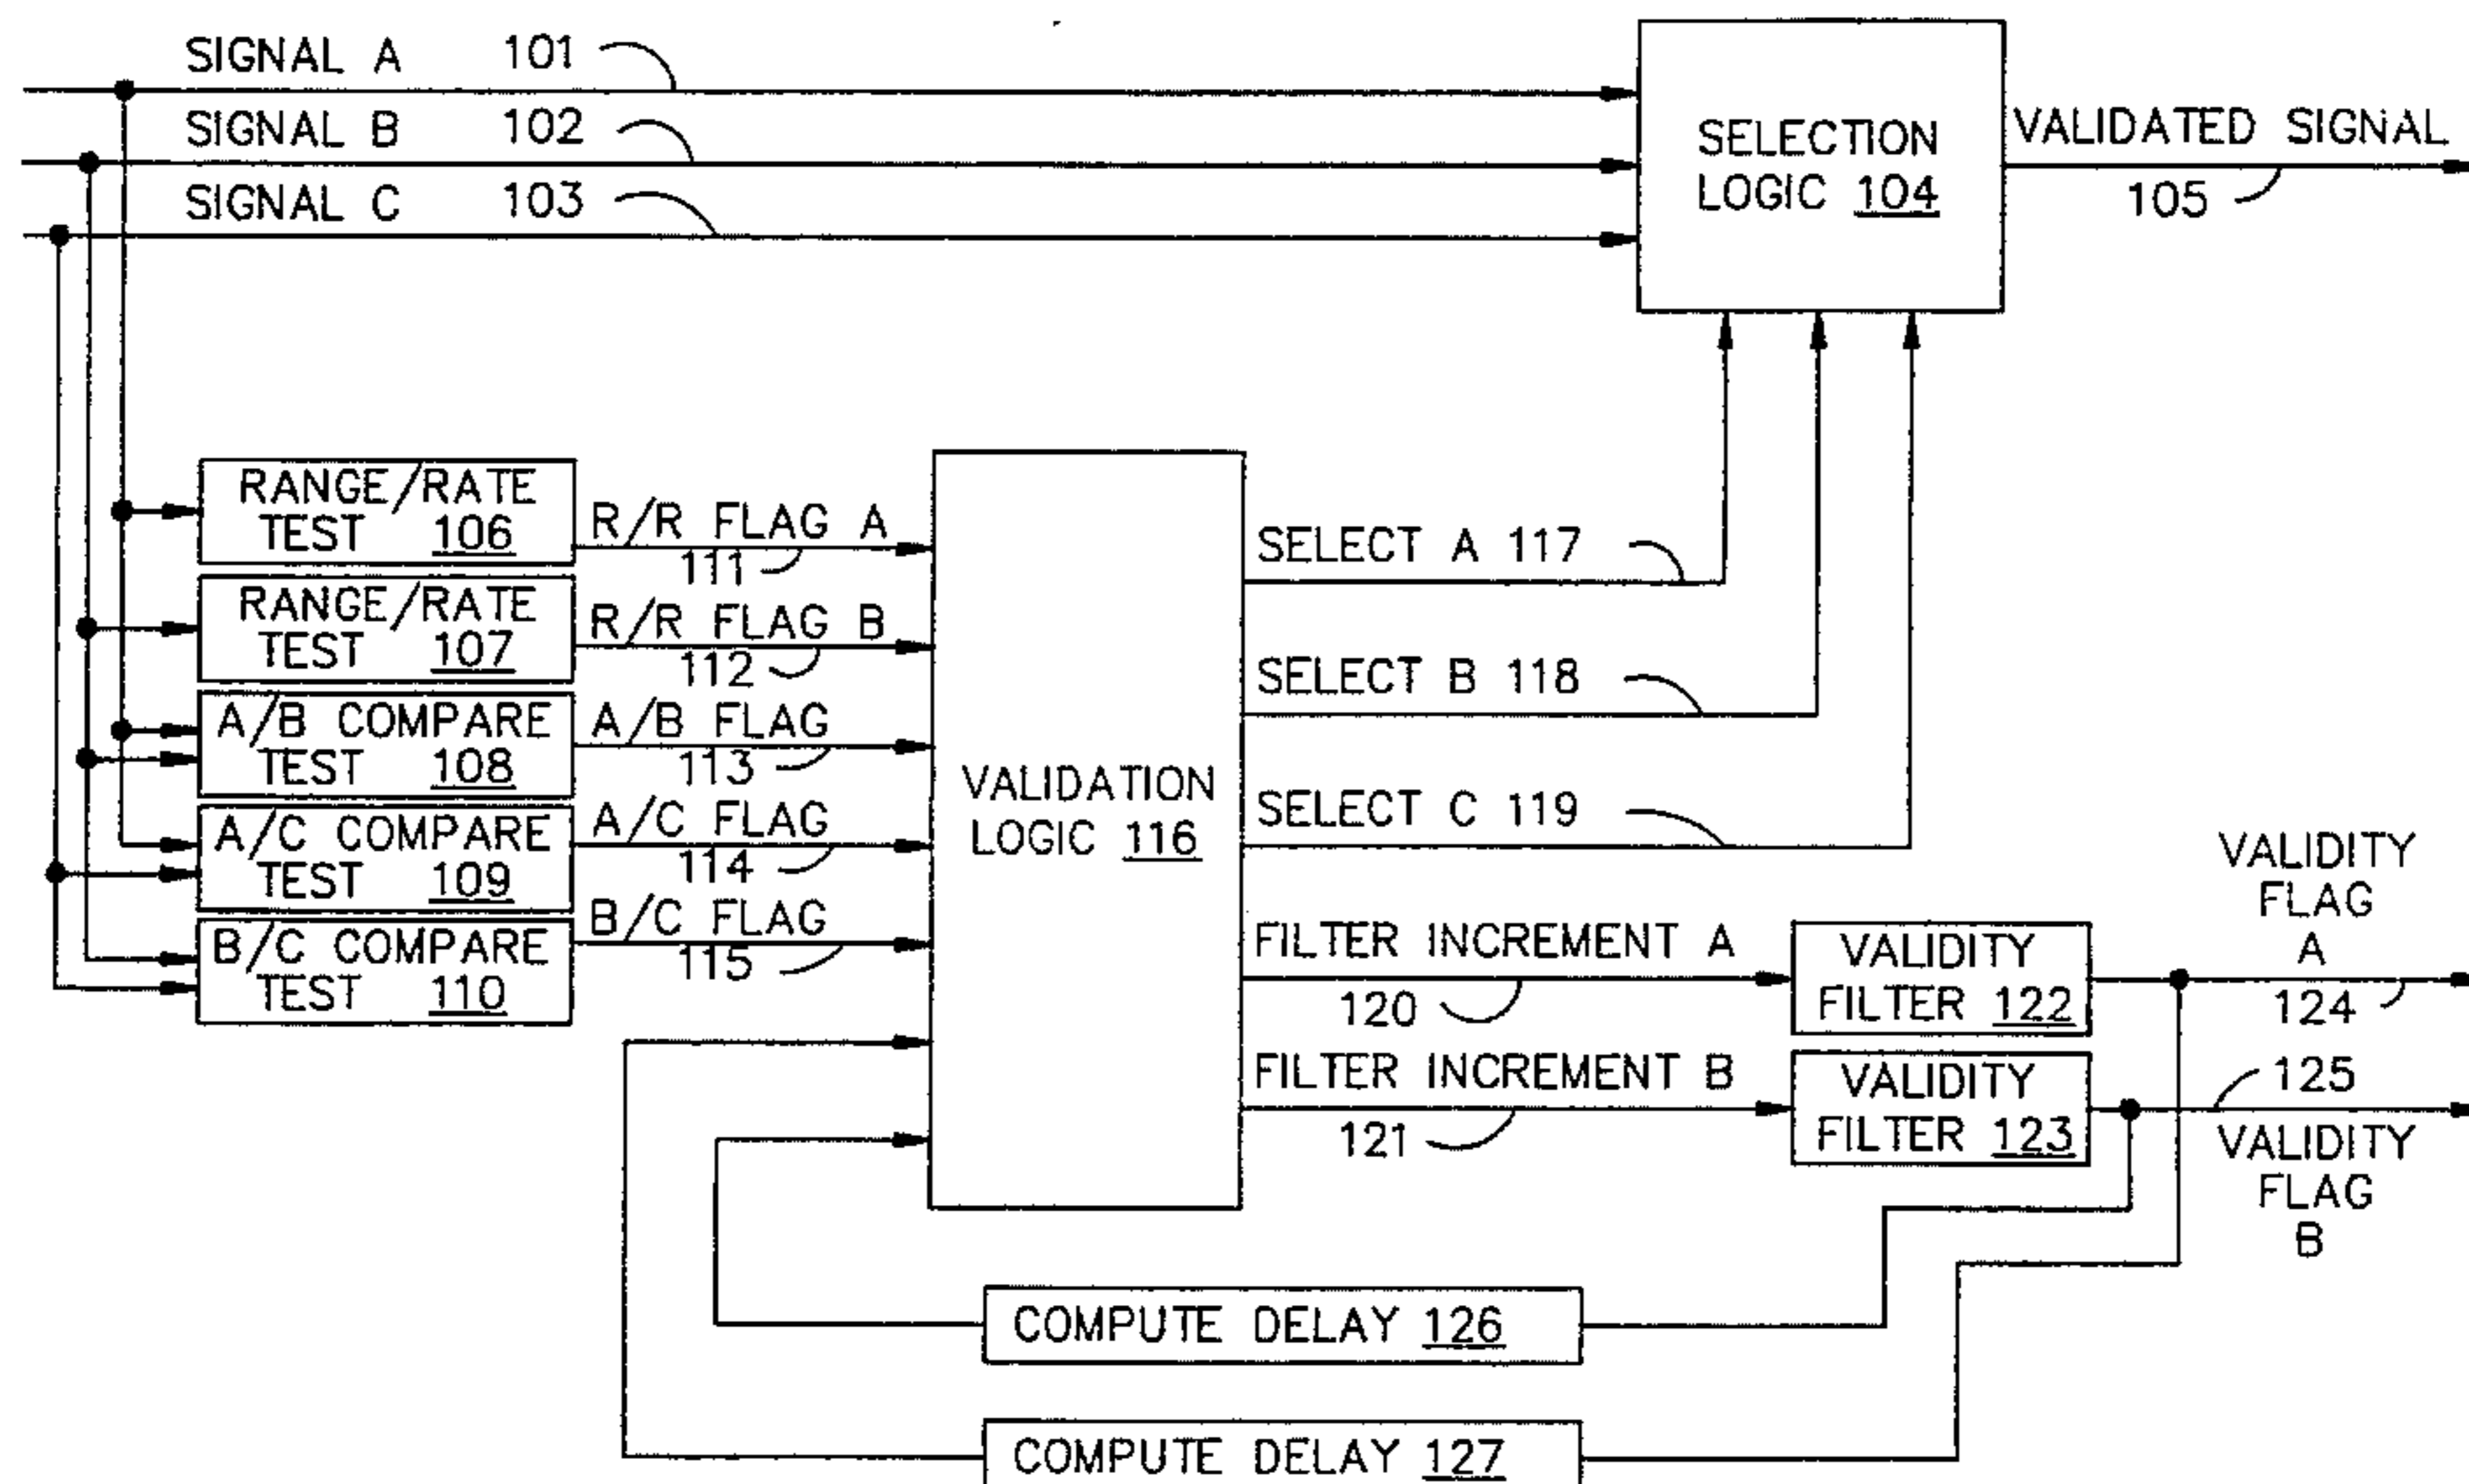 SIGNAL A 101
SIGNAL B 102
SIGNAL C 103
SELECTION
LOGIC 104
VALIDATED SIGNAL
105
RANGE/RATE
TEST 106
R/R FLAG A
111
RANGE/RATE
TEST 107
R/R FLAG B
112
A/B COMPARE
TEST 108
A/B FLAG
113
A/C COMPARE
TEST 109
A/C FLAG
114
B/C COMPARE
TEST 110
B/C FLAG
115
VALIDATION
LOGIC 116
SELECT A 117
SELECT B 118
SELECT C 119
FILTER INCREMENT A
120
FILTER INCREMENT B
121
VALIDITY
FILTER 122
VALIDITY
FILTER 123
VALIDITY
FLAG
A
124
125
VALIDITY
FLAG
B
COMPUTE DELAY 126
COMPUTE DELAY 127